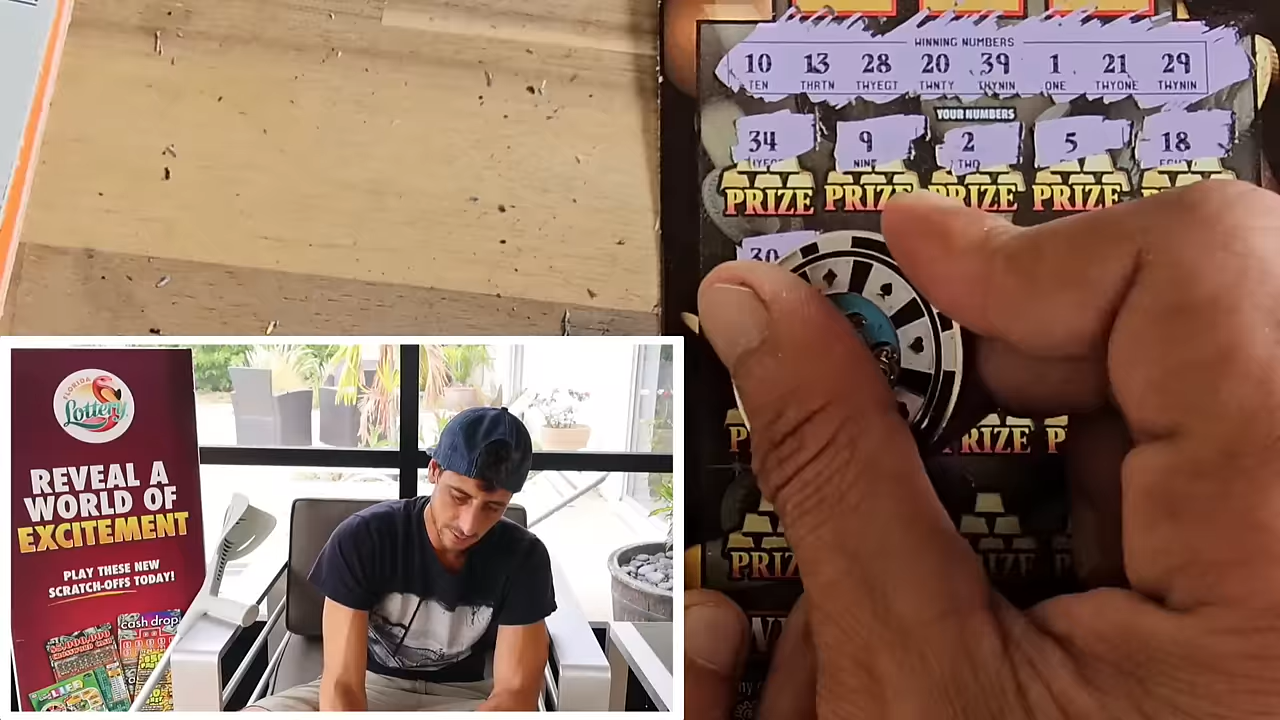 WINNING NUMBERS
10 13 28 20 39 1 21 29
TEN THRTN TWYEGT TWNTY THYNIN ONE TWYONE TWYNIN
YOUR NUMBERS
34 9 2 5 18
NINE TWO
PRIZE PRIZE PRIZE PRIZE
30
PRIZE
PRIZE
FLORIDA
Lottery
REVEAL A
WORLD OF
EXCITEMENT
PLAY THESE NEW
SCRATCH-OFFS TODAY!
cash drop